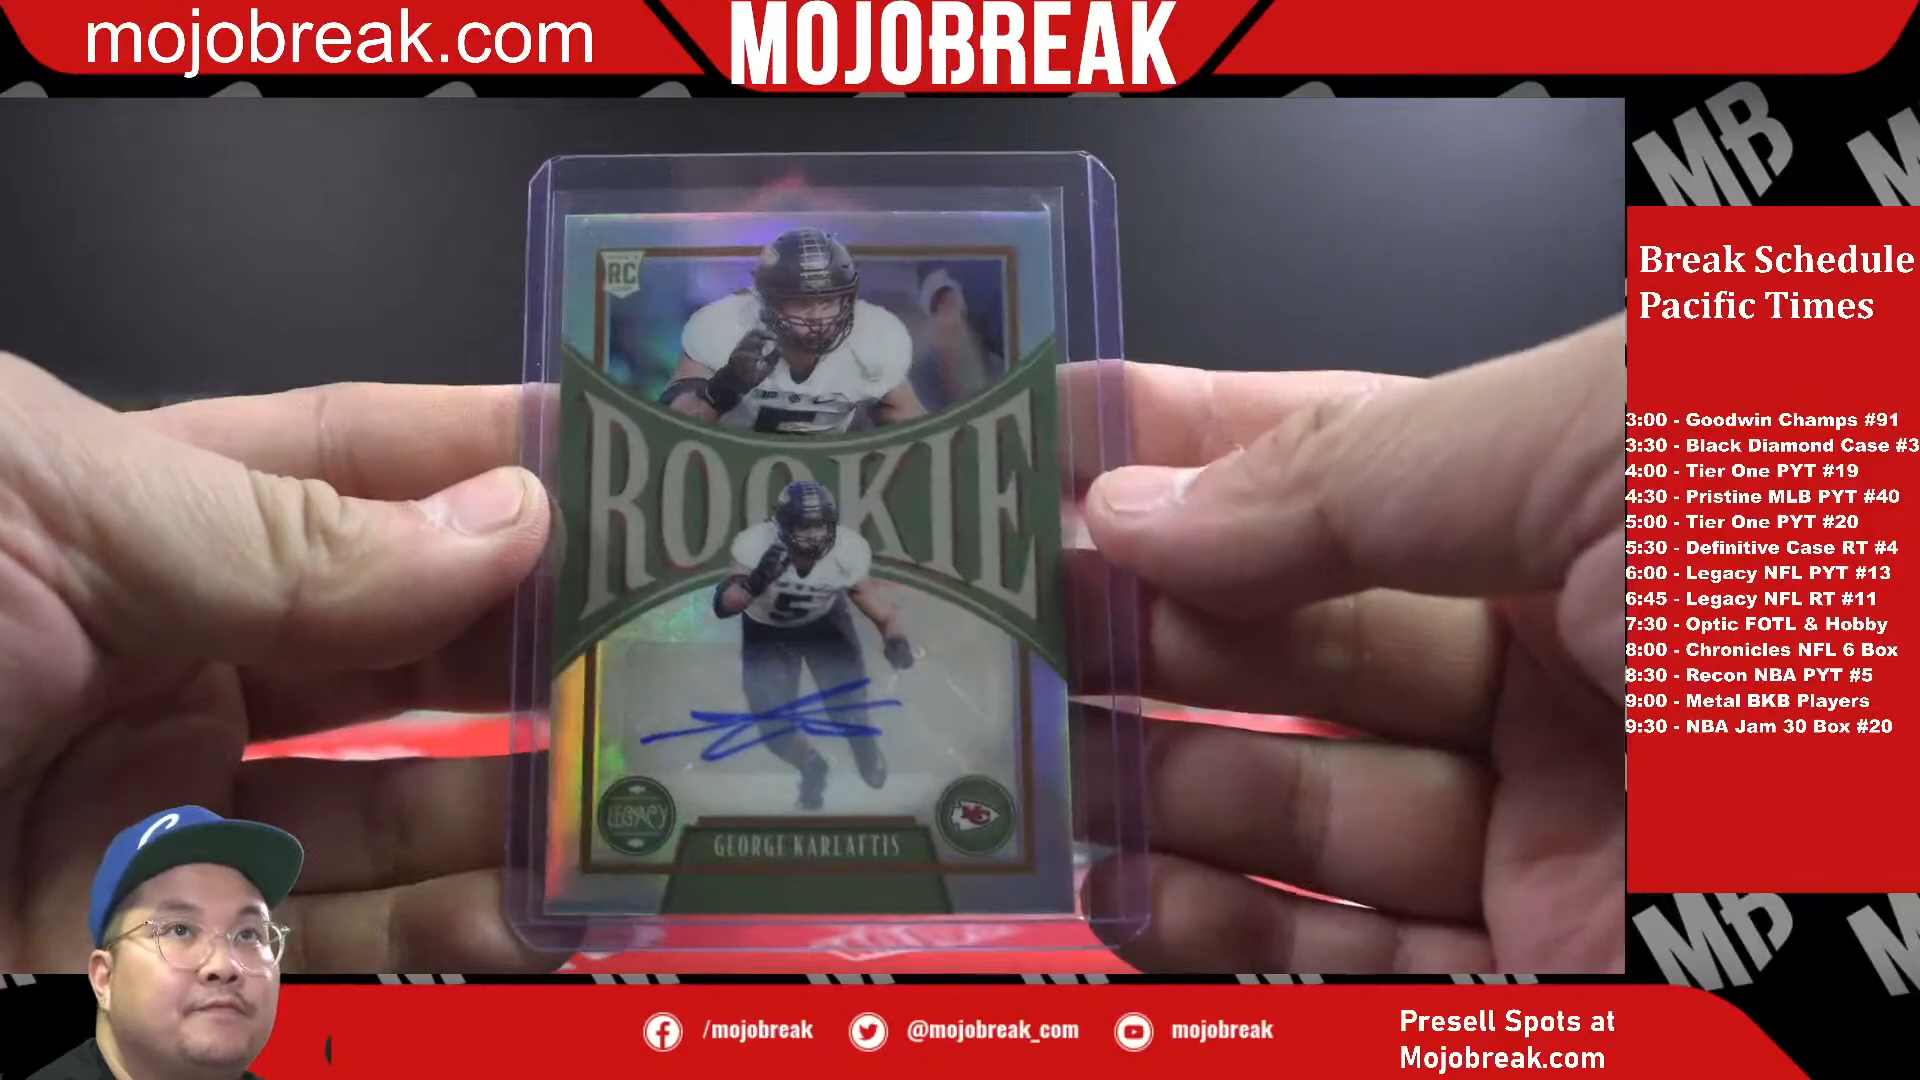 mojobreak.com
MOJOBREAK
MB
Break Schedule
Pacific Times
3:00 - Goodwin Champs #91
3:30 - Black Diamond Case #3
4:00 - Tier One PYT #19
4:30 - Pristine MLB PYT #40
5:00 - Tier One PYT #20
5:30 - Definitive Case RT #4
6:00 - Legacy NFL PYT #13
6:45 - Legacy NFL RT #11
7:30 - Optic FOTL & Hobby
8:00 - Chronicles NFL 6 Box
8:30 - Recon NBA PYT #5
9:00 - Metal BKB Players
9:30 - NBA Jam 30 Box #20
RC
ROOKIE
5
LEGACY
KC
GEORGE KARLAFTIS
MB
/mojobreak
@mojobreak_com
mojobreak
Presell Spots at
Mojobreak.com